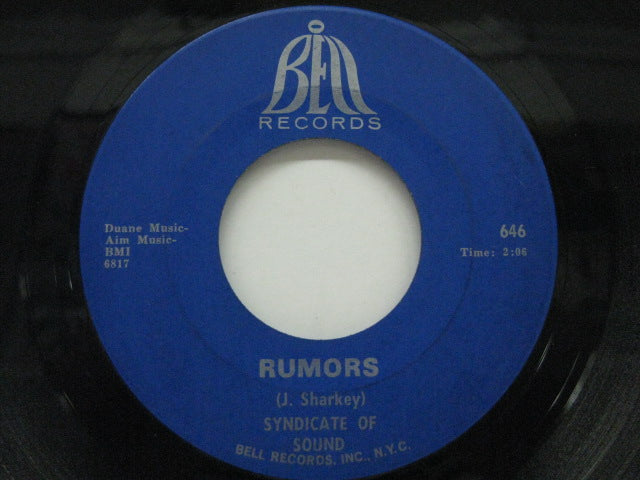 BELL
RECORDS
Duane Music-
Aim Music-
BMI
6817
646
Time: 2:06
RUMORS
(J. Sharkey)
SYNDICATE OF
SOUND
BELL RECORDS, INC., N.Y.C.